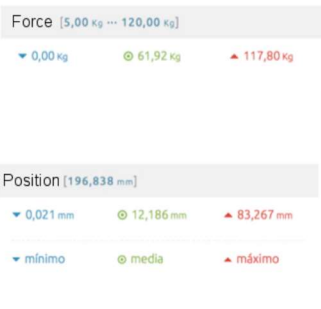 Force [5,00 Kg ··· 120,00 Kg]
0,00 Kg 61,92 Kg 117,80 Kg
Position [196,838 mm]
0,021 mm 12,186 mm 83,267 mm
mínimo media máximo